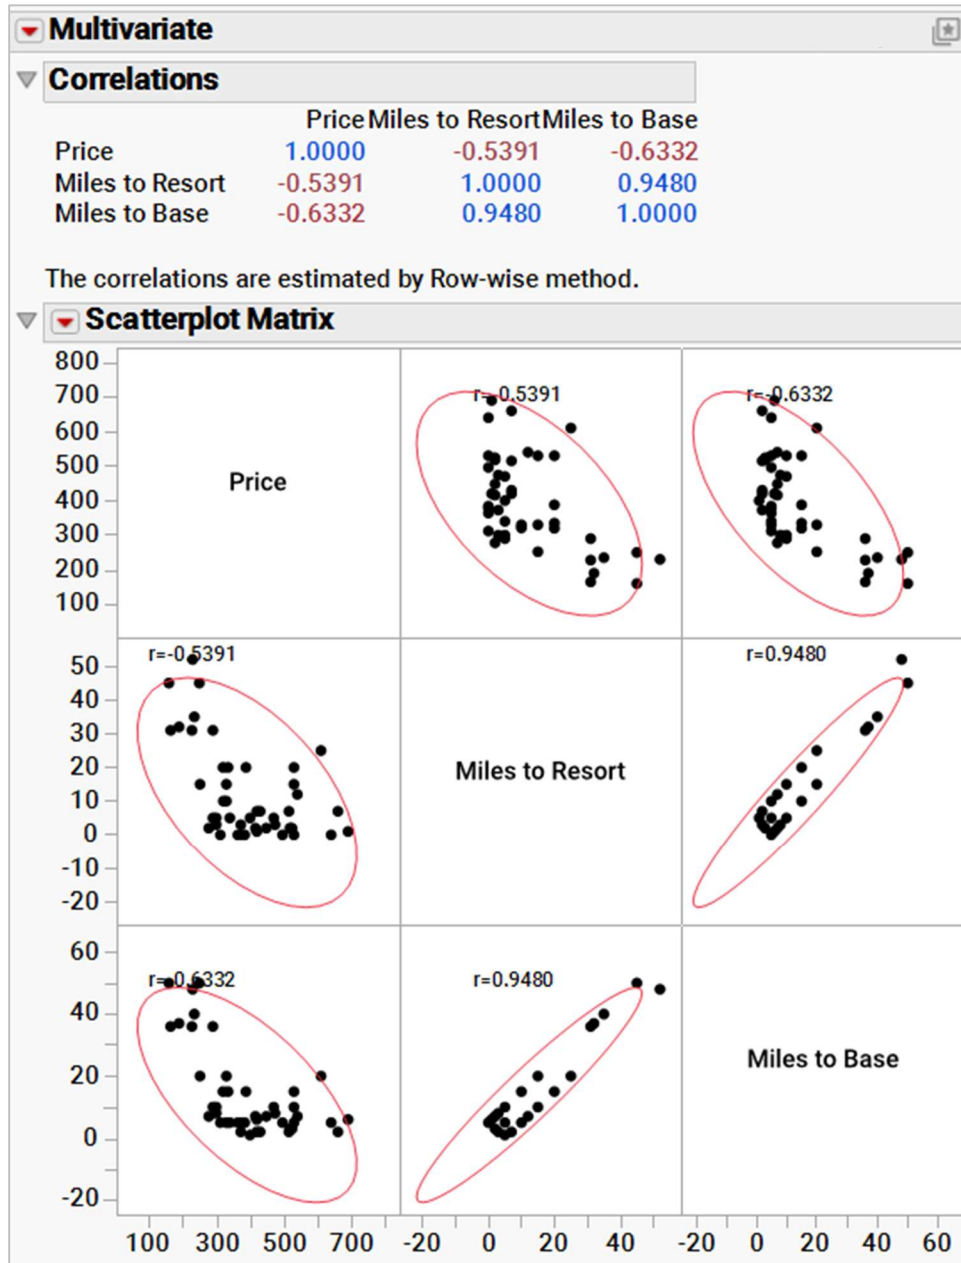 Multivariate
Correlations
Price Miles to Resort Miles to Base
Price 1.0000 -0.5391 -0.6332
Miles to Resort -0.5391 1.0000 0.9480
Miles to Base -0.6332 0.9480 1.0000
The correlations are estimated by Row-wise method.
Scatterplot Matrix
800
700
600
500
400
300
200
100
Price
r=-0.5391
r=-0.6332
50
40
30
20
10
0
-10
-20
r=-0.5391
Miles to Resort
r=0.9480
60
40
20
0
-20
r=-0.6332
r=0.9480
Miles to Base
100 300 500 700 -20 0 20 40 -20 0 20 40 60